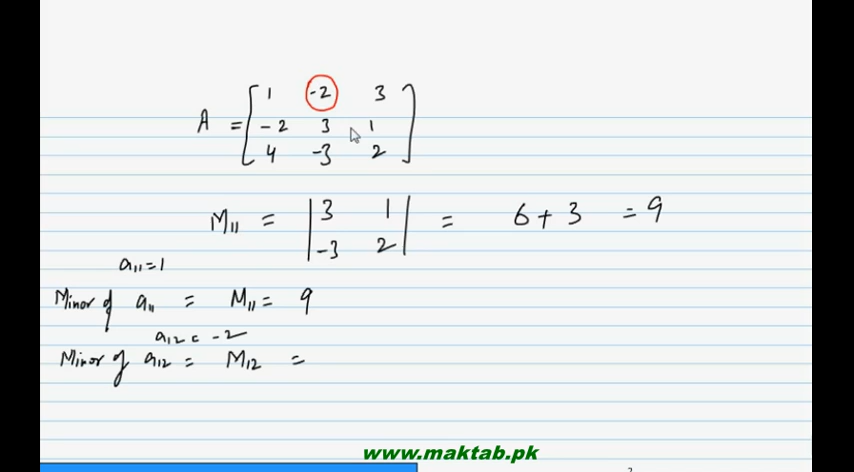 1 -2 3
A = -2 3 1
4 -3 2
M11 = | 3 1 | = 6 + 3 = 9
| -3 2 |
a11 = 1
Minor of a11 = M11 = 9
a12 = -2
Minor of a12 = M12 =
www.maktab.pk